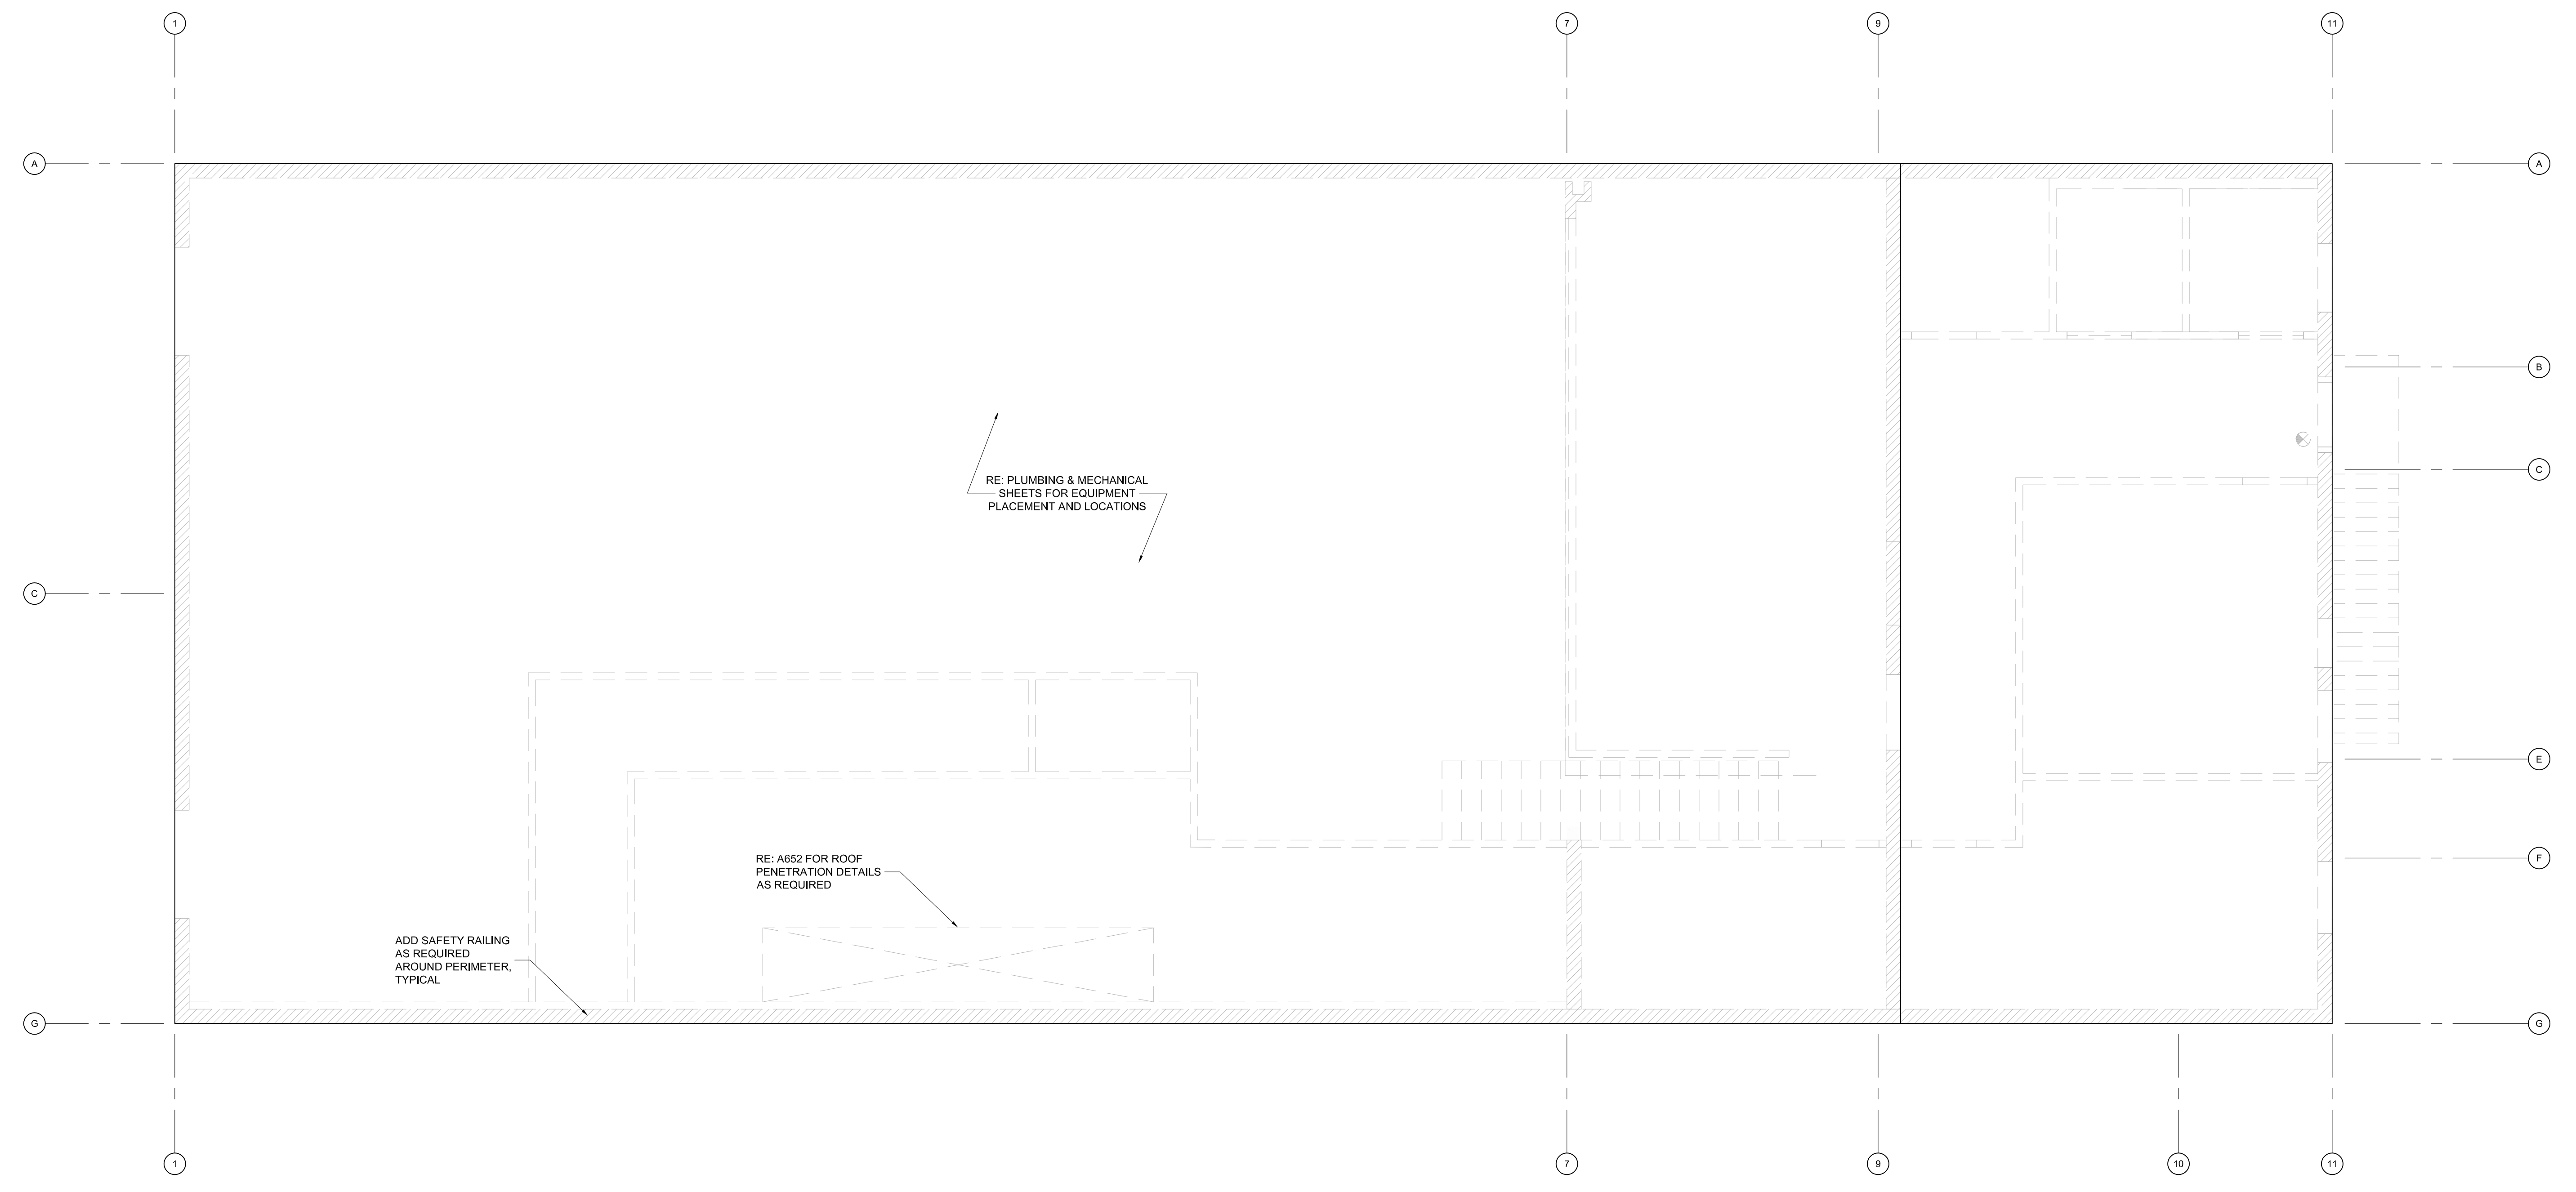 1
7
9
11
A
A
B
RE: PLUMBING & MECHANICAL
SHEETS FOR EQUIPMENT
PLACEMENT AND LOCATIONS
C
C
E
RE: A652 FOR ROOF
PENETRATION DETAILS
AS REQUIRED
F
ADD SAFETY RAILING
AS REQUIRED
AROUND PERIMETER,
TYPICAL
G
G
1
7
9
10
11